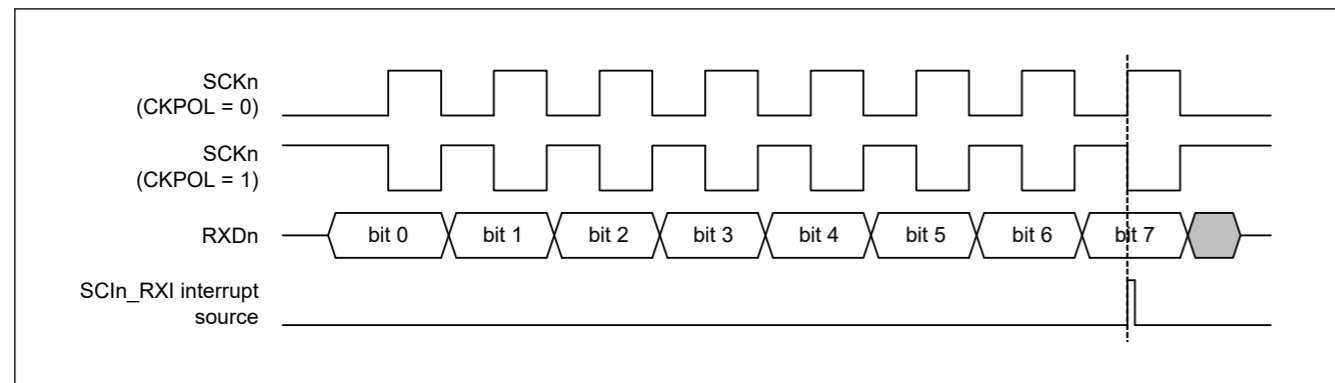 SCKn
(CKPOL = 0)
SCKn
(CKPOL = 1)
RXDn
bit 0 bit 1 bit 2 bit 3 bit 4 bit 5 bit 6 bit 7
SCIn_RXI interrupt
source